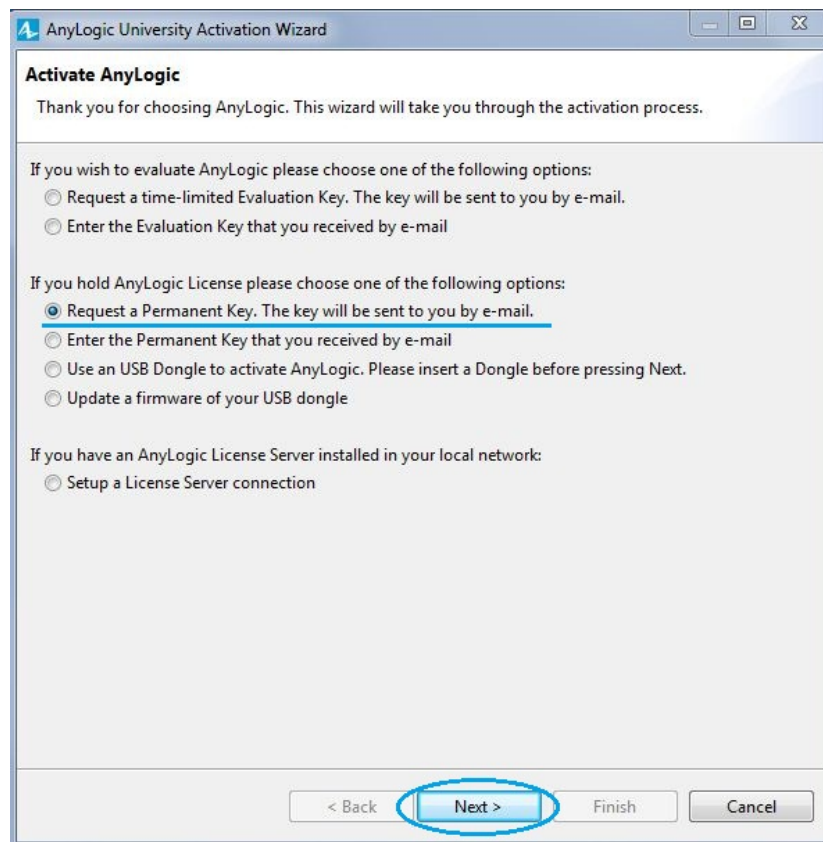 AnyLogic University Activation Wizard
Activate AnyLogic
Thank you for choosing AnyLogic. This wizard will take you through the activation process.
If you wish to evaluate AnyLogic please choose one of the following options:
Request a time-limited Evaluation Key. The key will be sent to you by e-mail.
Enter the Evaluation Key that you received by e-mail
If you hold AnyLogic License please choose one of the following options:
Request a Permanent Key. The key will be sent to you by e-mail.
Enter the Permanent Key that you received by e-mail
Use an USB Dongle to activate AnyLogic. Please insert a Dongle before pressing Next.
Update a firmware of your USB dongle
If you have an AnyLogic License Server installed in your local network:
Setup a License Server connection
< Back Next > Finish Cancel